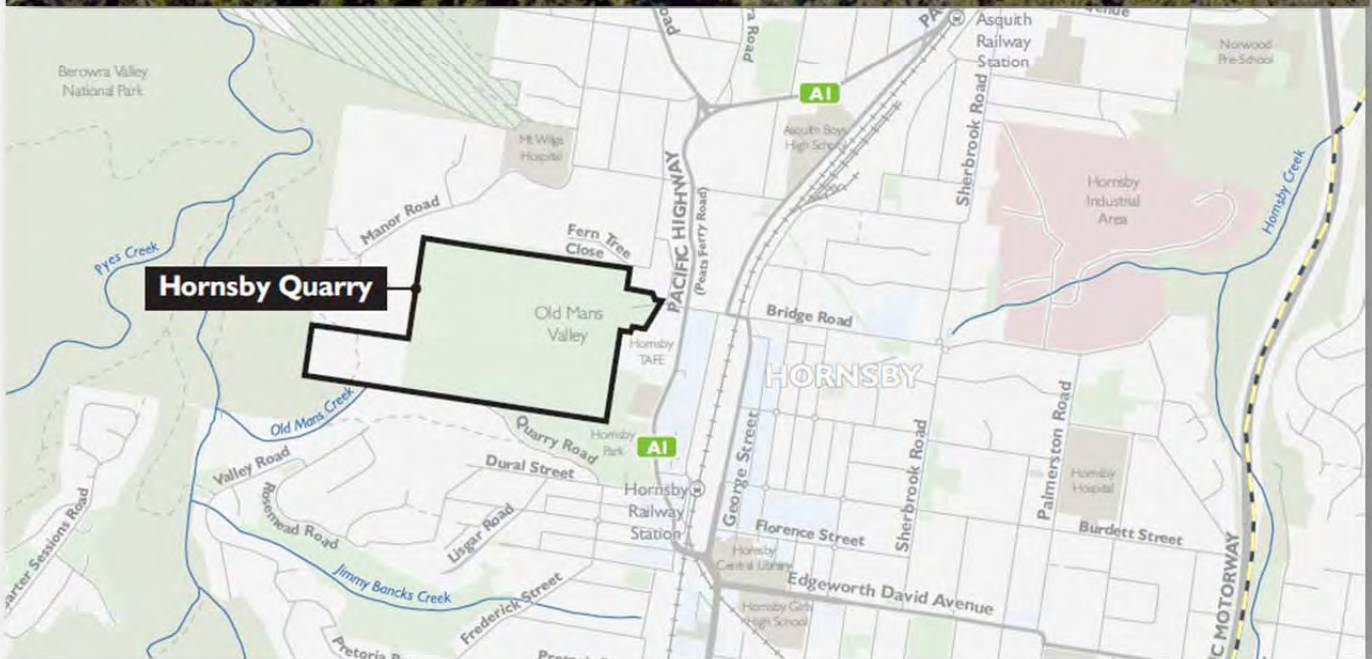 Asquith
Railway
Station
Norwood
Pre-School
Berowra Valley
National Park
A1
Asquith Boys
High School
Mt Wilga
Hospital
Sherbrook Road
Hornsby
Industrial
Area
Hornsby Creek
Manor Road
PACIFIC HIGHWAY
(Peats Ferry Road)
Fern Tree
Close
Pyes Creek
Hornsby Quarry
Old Mans
Valley
Bridge Road
Hornsby
TAFE
HORNSBY
Old Mans Creek
Quarry Road
Hornsby
Park
A1
George Street
Sherbrook Road
Palmerston Road
Valley Road
Dural Street
Hornsby
Hospital
Rosemead Road
Lisgar Road
Hornsby
Railway
Station
Florence Street
Burdett Street
Hornsby
Central Library
Jimmy Bancks Creek
Frederick Street
Edgeworth David Avenue
Hornsby Girls
High School
Sessions Road
MOTORWAY